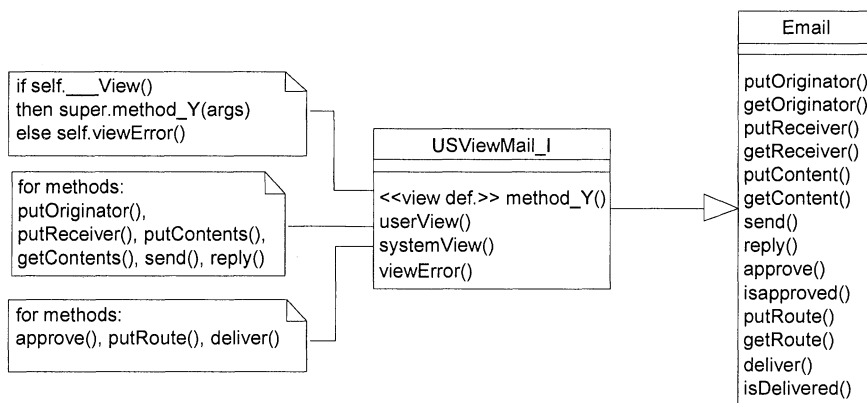 if self.___View()
then super.method_Y(args)
else self.viewError()
for methods:
putOriginator(),
putReceiver(), putContents(),
getContents(), send(), reply()
for methods:
approve(), putRoute(), deliver()
USViewMail_I
<<view def.>> method_Y()
userView()
systemView()
viewError()
Email
putOriginator()
getOriginator()
putReceiver()
getReceiver()
putContent()
getContent()
send()
reply()
approve()
isapproved()
putRoute()
getRoute()
deliver()
isDelivered()